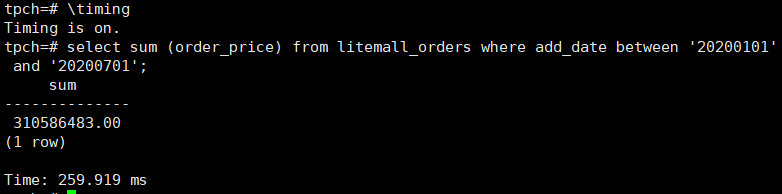 tpch=# \timing
Timing is on.
tpch=# select sum (order_price) from litemall_orders where add_date between '20200101'
 and '20200701';
     sum
--------------
 310586483.00
(1 row)

Time: 259.919 ms